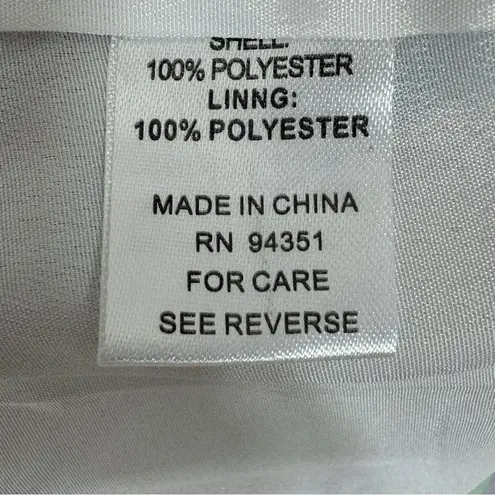 SHELL:
100% POLYESTER
LINNG:
100% POLYESTER
MADE IN CHINA
RN 94351
FOR CARE
SEE REVERSE